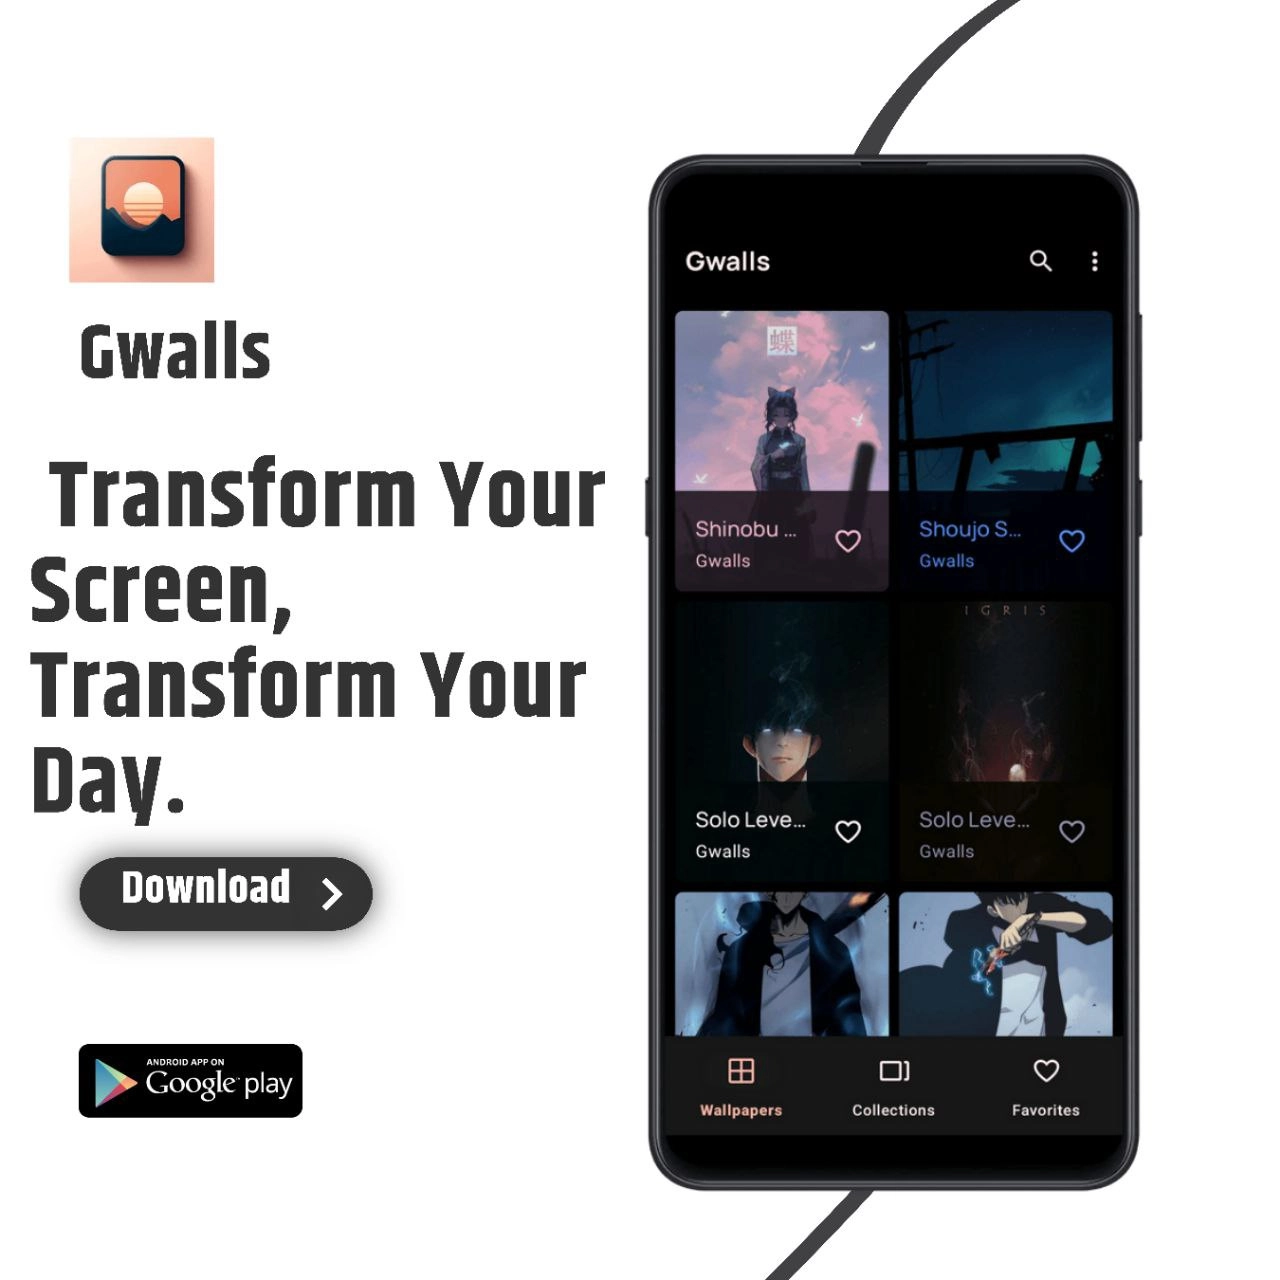 Gwalls
Transform Your
Screen,
Transform Your
Day.
Download
ANDROID APP ON
Google play
Gwalls
蝶
Shinobu ...
Gwalls
Shoujo S...
Gwalls
IGRIS
Solo Leve...
Gwalls
Solo Leve...
Gwalls
Wallpapers
Collections
Favorites